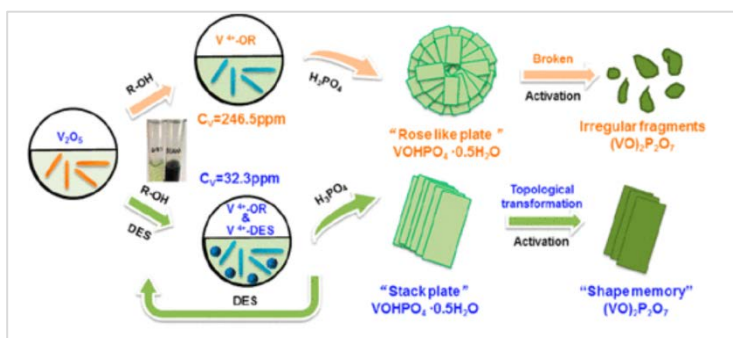 V₂O₅
R-OH
V⁴⁺-OR
C_V=246.5ppm
H₃PO₄
"Rose like plate"
VOHPO₄ ·0.5H₂O
Broken
Activation
Irregular fragments
(VO)₂P₂O₇
R-OH
DES
C_V=32.3ppm
V⁴⁺-OR
&
V⁴⁺-DES
DES
H₃PO₄
"Stack plate"
VOHPO₄ ·0.5H₂O
Topological
transformation
Activation
"Shape memory"
(VO)₂P₂O₇